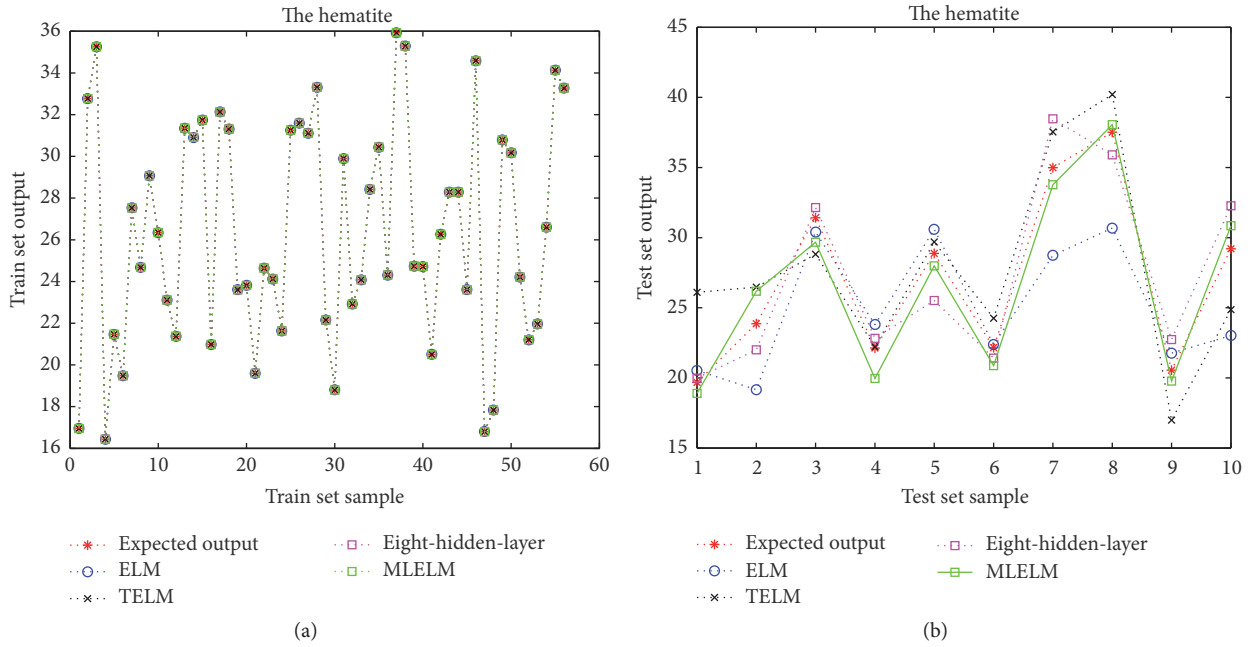 The hematite
36
34
32
30
28
26
24
22
20
18
16
Train set output
0
10
20
30
40
50
60
Train set sample
Expected output
ELM
TELM
Eight-hidden-layer
MLELM
(a)
The hematite
45
40
35
30
25
20
15
Test set output
1
2
3
4
5
6
7
8
9
10
Test set sample
Expected output
ELM
TELM
Eight-hidden-layer
MLELM
(b)